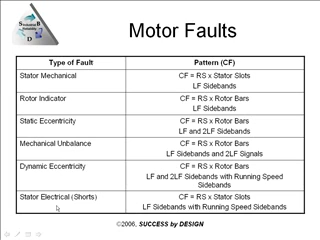 Motor Faults
Type of Fault
Pattern (CF)
Stator Mechanical
CF = RS x Stator Slots
LF Sidebands
Rotor Indicator
CF = RS x Rotor Bars
LF Sidebands
Static Eccentricity
CF = RS x Rotor Bars
LF and 2LF Sidebands
Mechanical Unbalance
CF = RS x Rotor Bars
LF Sidebands and 2LF Signals
Dynamic Eccentricity
CF = RS x Rotor Bars
LF and 2LF Sidebands with Running Speed
Sidebands
Stator Electrical (Shorts)
CF = RS x Stator Slots
LF Sidebands with Running Speed Sidebands
©2006, SUCCESS by DESIGN